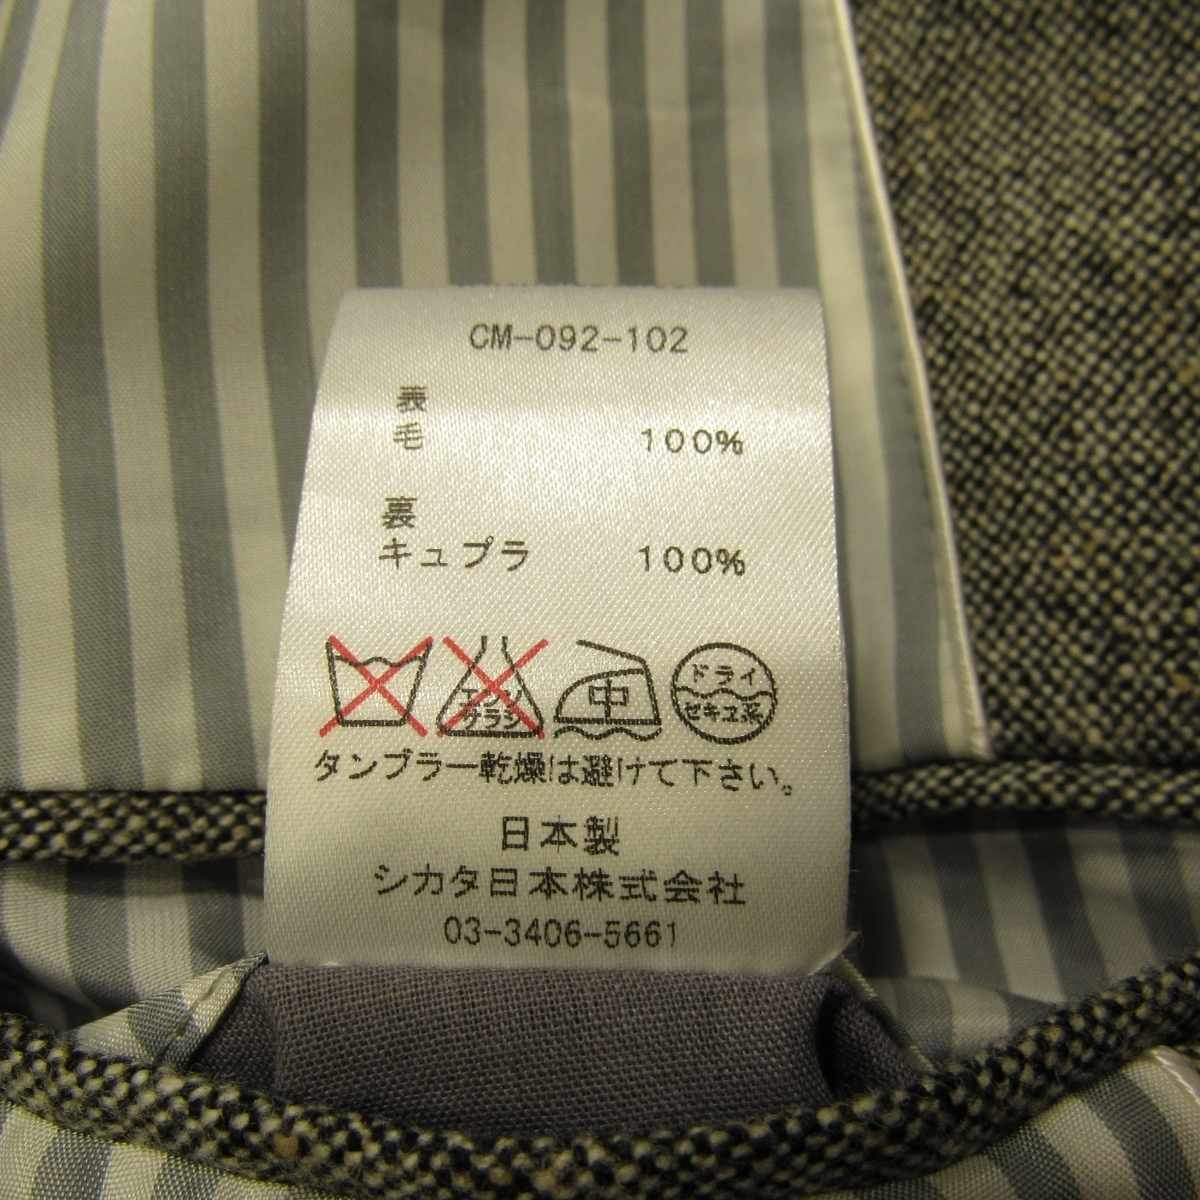 CM-092-102
表
毛 100%
裏
キュプラ 100%
エンソ サラシ
中
ドライ
セキユ系
タンブラー乾燥は避けて下さい。
日本製
シカタ日本株式会社
03-3406-5661